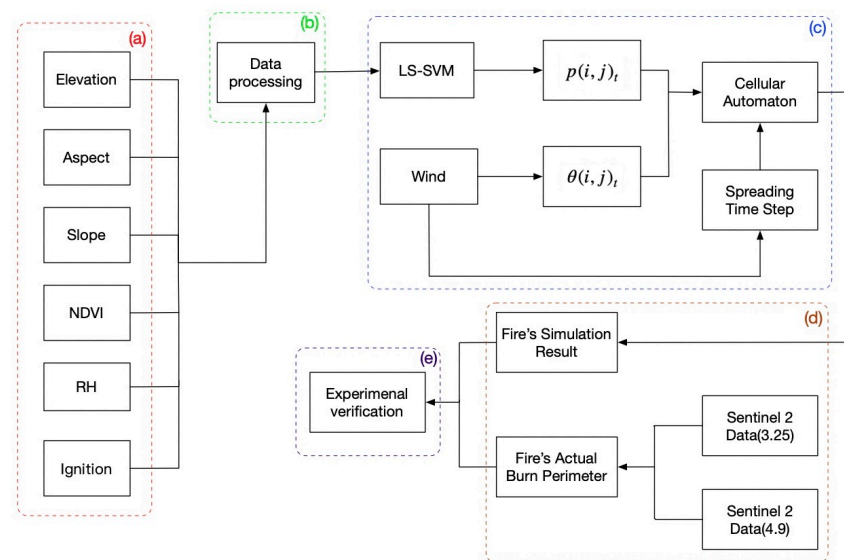 (a)
Elevation
Aspect
Slope
NDVI
RH
Ignition
(b)
Data
processing
(c)
LS-SVM
p(i, j)ₜ
Cellular
Automaton
Wind
θ(i, j)ₜ
Spreading
Time Step
(d)
Fire's Simulation
Result
Fire's Actual
Burn Perimeter
Sentinel 2
Data(3.25)
Sentinel 2
Data(4.9)
(e)
Experimenal
verification